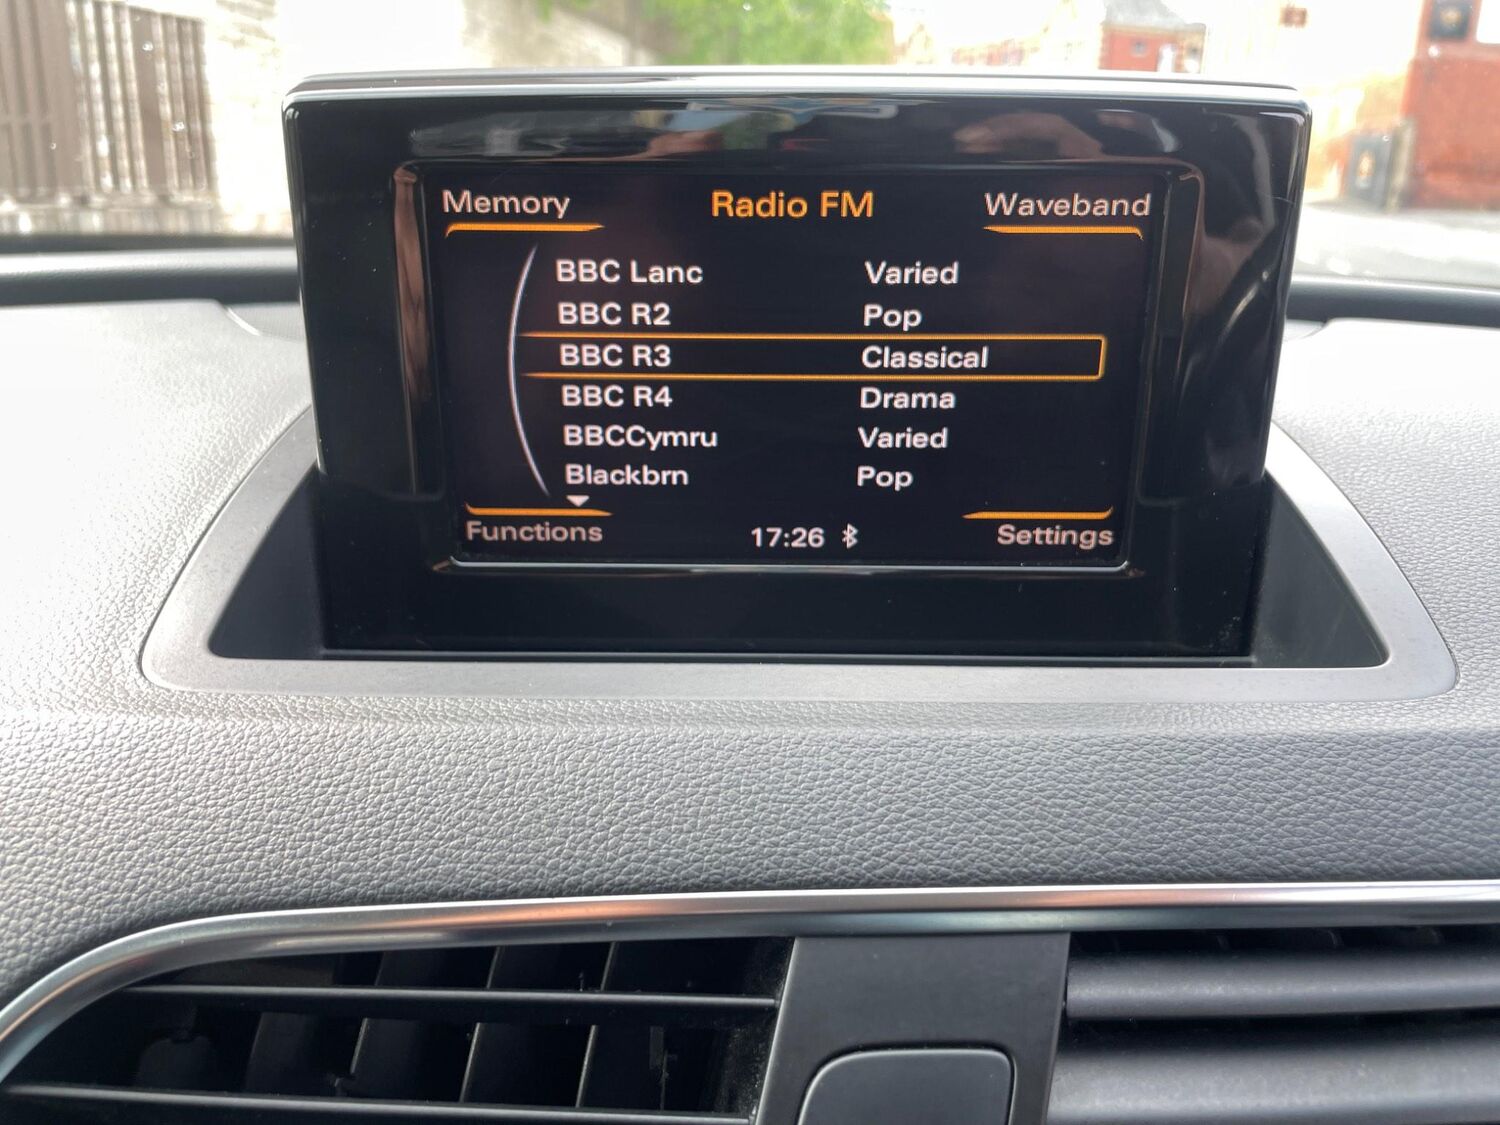 Memory Radio FM Waveband
BBC Lanc Varied
BBC R2 Pop
BBC R3 Classical
BBC R4 Drama
BBCCymru Varied
Blackbrn Pop
Functions 17:26 Settings